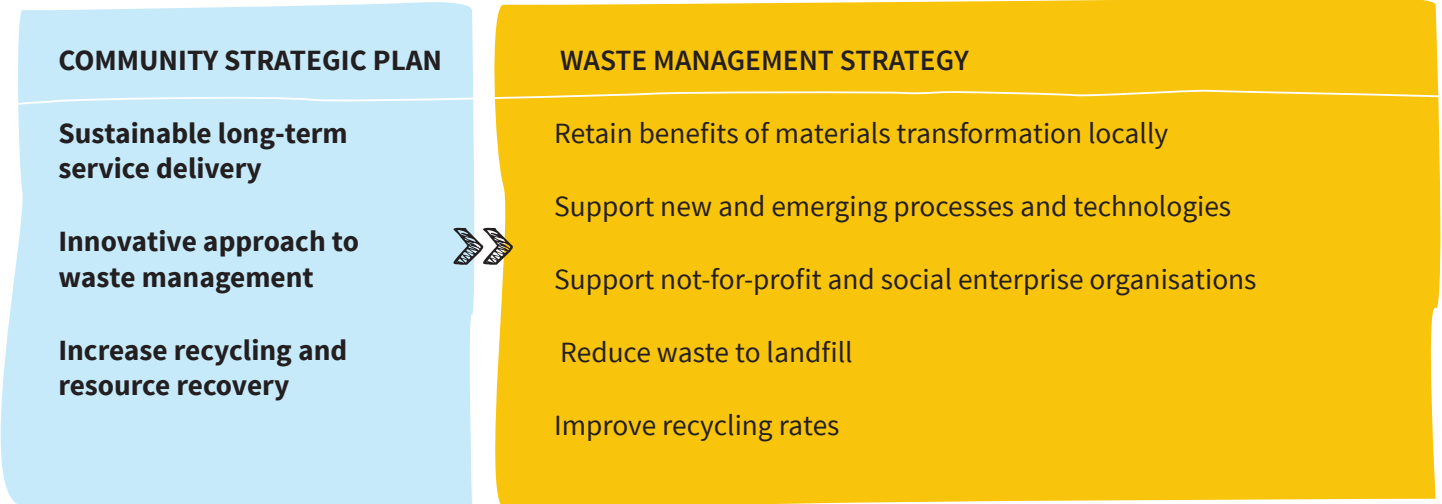 COMMUNITY STRATEGIC PLAN
Sustainable long-term
service delivery
Innovative approach to
waste management
Increase recycling and
resource recovery
WASTE MANAGEMENT STRATEGY
Retain benefits of materials transformation locally
Support new and emerging processes and technologies
Support not-for-profit and social enterprise organisations
Reduce waste to landfill
Improve recycling rates